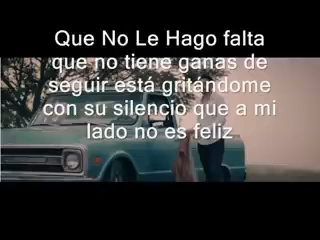 Que No Le Hago falta
que no tiene ganas de
seguir está gritándome
con su silencio que a mi
lado no es feliz